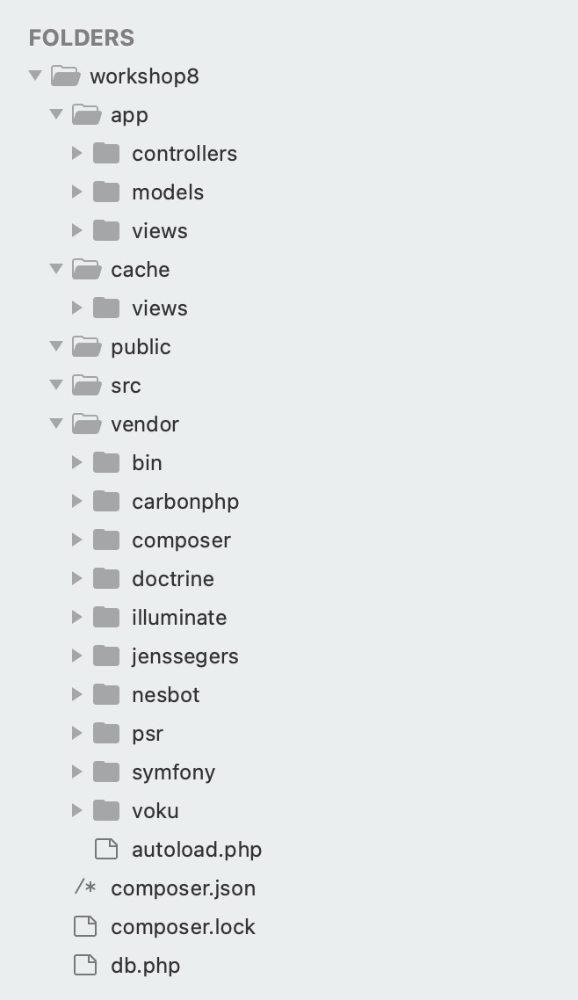 FOLDERS
workshop8
app
controllers
models
views
cache
views
public
src
vendor
bin
carbonphp
composer
doctrine
illuminate
jenssegers
nesbot
psr
symfony
voku
autoload.php
/* composer.json
composer.lock
db.php